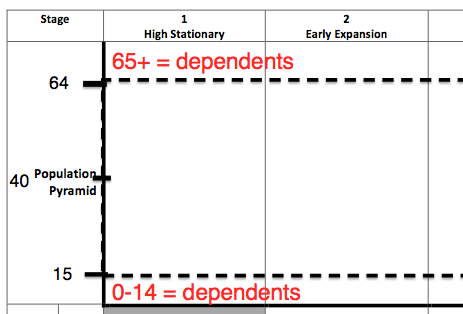 Stage
1
High Stationary
2
Early Expansion
65+ = dependents
64
40
Population
Pyramid
15
0-14 = dependents